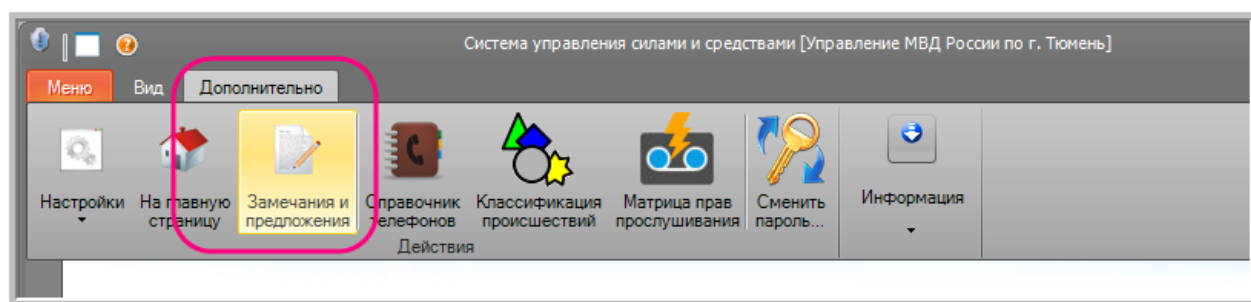 Система управления силами и средствами [Управление МВД России по г. Тюмень]
Меню Вид Дополнительно
Настройки На главную Замечания и Справочник Классификация Матрица прав Сменить Информация
страницу предложения телефонов происшествий прослушивания пароль...
Действия